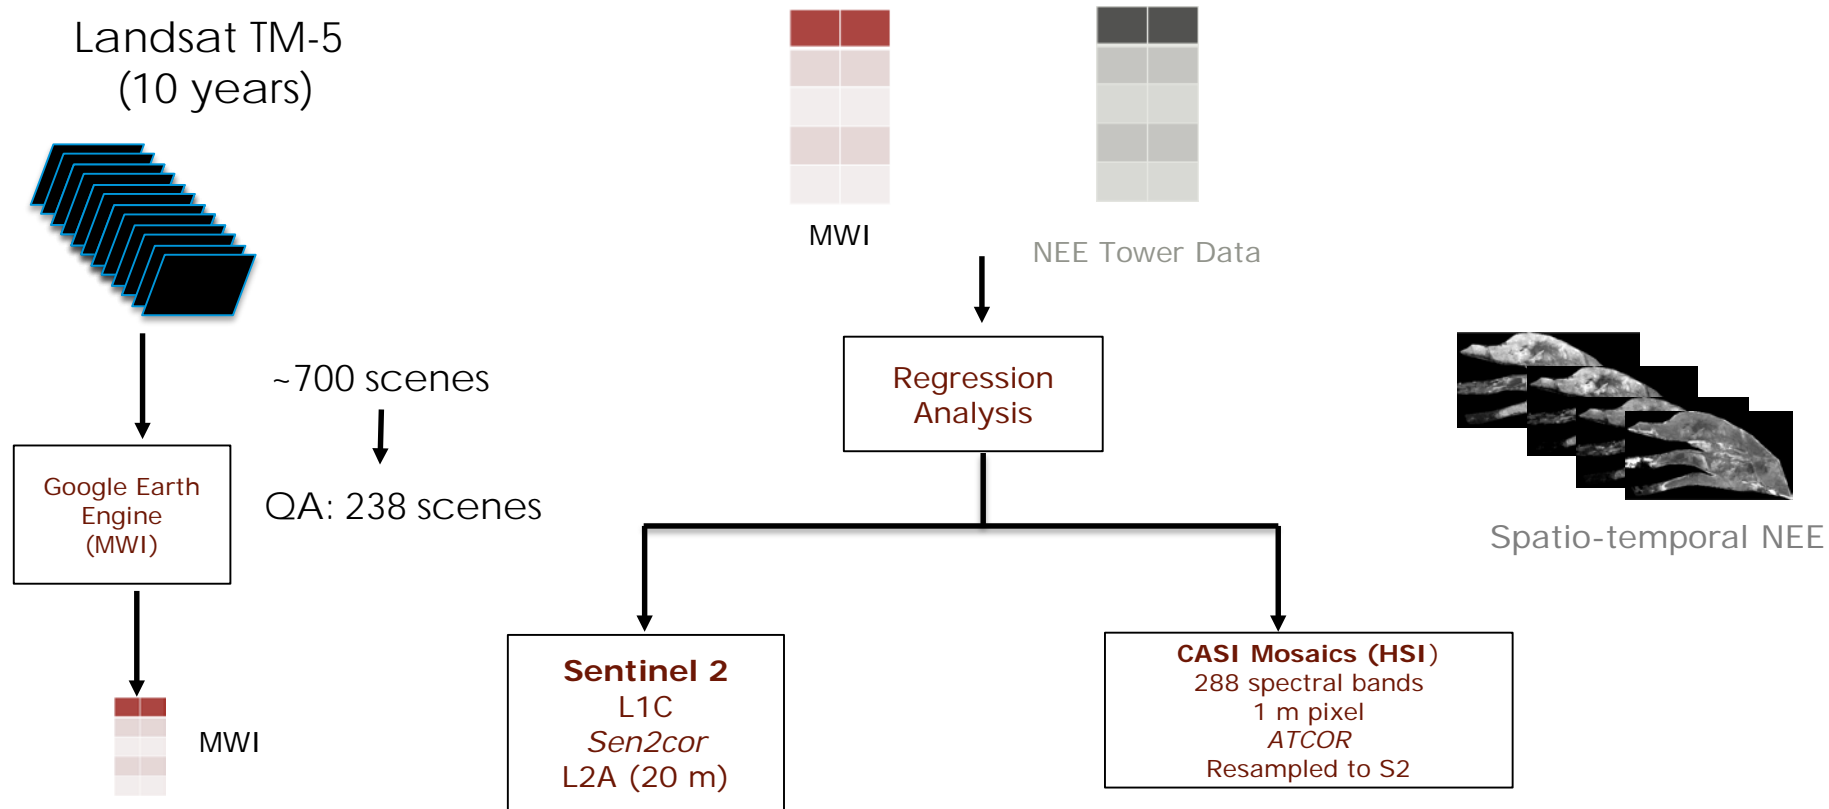 Landsat TM-5
(10 years)
~700 scenes
QA: 238 scenes
Google Earth
Engine
(MWI)
MWI
MWI
NEE Tower Data
Regression
Analysis
Sentinel 2
L1C
Sen2cor
L2A (20 m)
CASI Mosaics (HSI)
288 spectral bands
1 m pixel
ATCOR
Resampled to S2
Spatio-temporal NEE